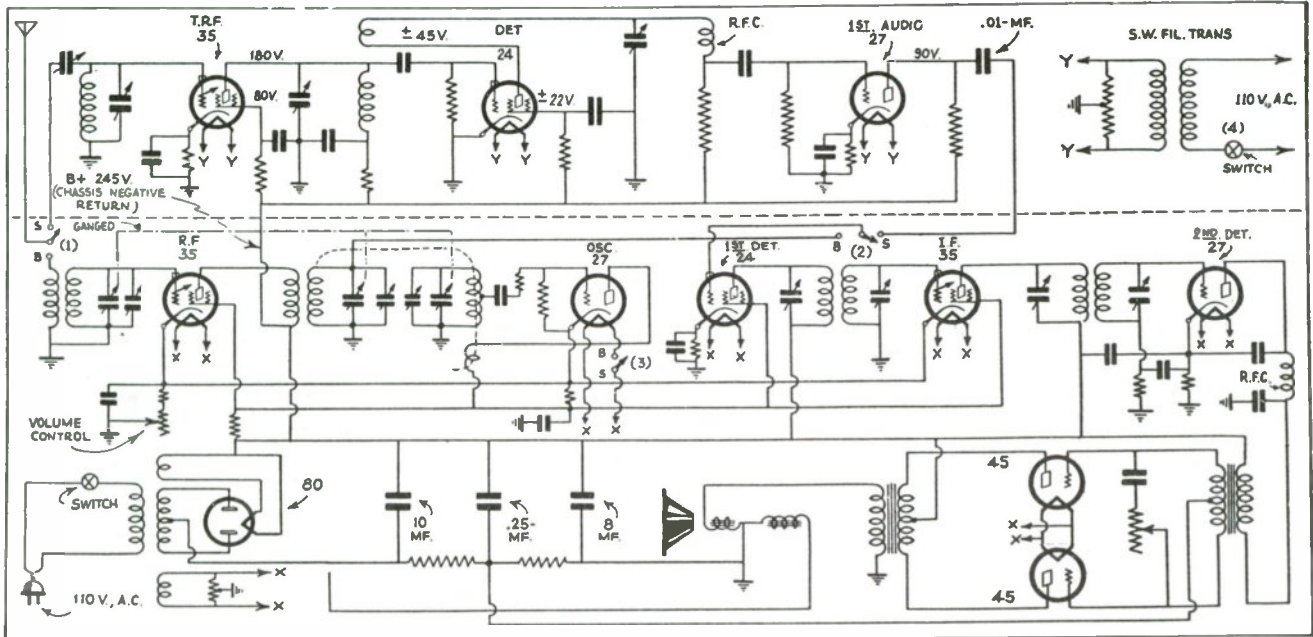 T.R.F.
35
180V.
80V.
± 45V.
DET
24
± 22V.
R.F.C.
1ST. AUDIO
27
90V.
.01-MF.
S.W. FIL. TRANS
Y
Y
110 V., A.C.
(4)
SWITCH
Y Y
Y Y
Y Y
B+ 245V.
(CHASSIS NEGATIVE
RETURN)
S
(1)
B
GANGED
R.F
35
OSC.
27
1ST DET.
24
B
(2)
S
I.F.
35
2ND. DET.
27
X X
B
(3)
S
X X
X X
X X
X X
R.F.C.
VOLUME
CONTROL
SWITCH
80
10
MF.
.25-
MF.
8
MF.
45
X
X
45
110 V., A.C.
X
X